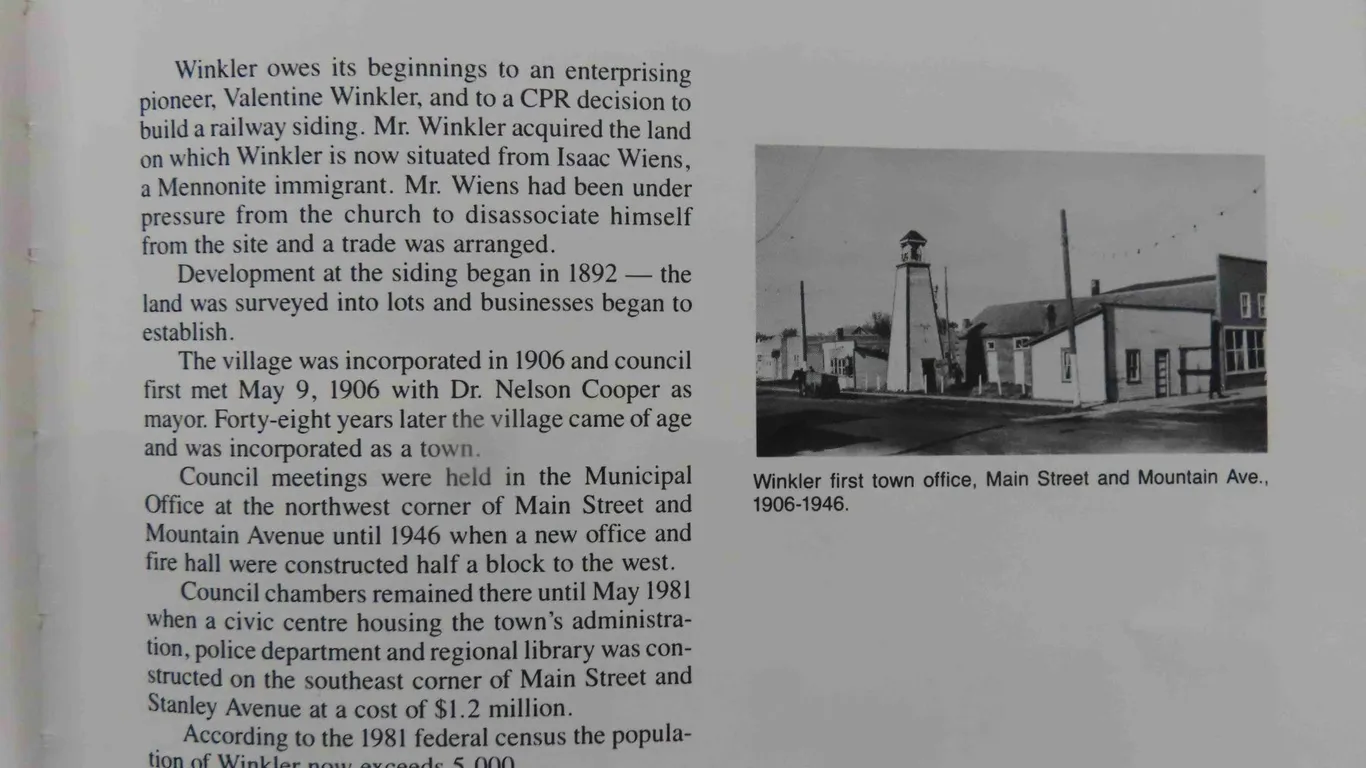 Winkler owes its beginnings to an enterprising
pioneer, Valentine Winkler, and to a CPR decision to
build a railway siding. Mr. Winkler acquired the land
on which Winkler is now situated from Isaac Wiens,
a Mennonite immigrant. Mr. Wiens had been under
pressure from the church to disassociate himself
from the site and a trade was arranged.
Development at the siding began in 1892 — the
land was surveyed into lots and businesses began to
establish.
The village was incorporated in 1906 and council
first met May 9, 1906 with Dr. Nelson Cooper as
mayor. Forty-eight years later the village came of age
and was incorporated as a town.
Council meetings were held in the Municipal
Office at the northwest corner of Main Street and
Mountain Avenue until 1946 when a new office and
fire hall were constructed half a block to the west.
Council chambers remained there until May 1981
when a civic centre housing the town's administra-
tion, police department and regional library was con-
structed on the southeast corner of Main Street and
Stanley Avenue at a cost of $1.2 million.
According to the 1981 federal census the popula-
tion of Winkler now exceeds 5,000.
Winkler first town office, Main Street and Mountain Ave.,
1906-1946.